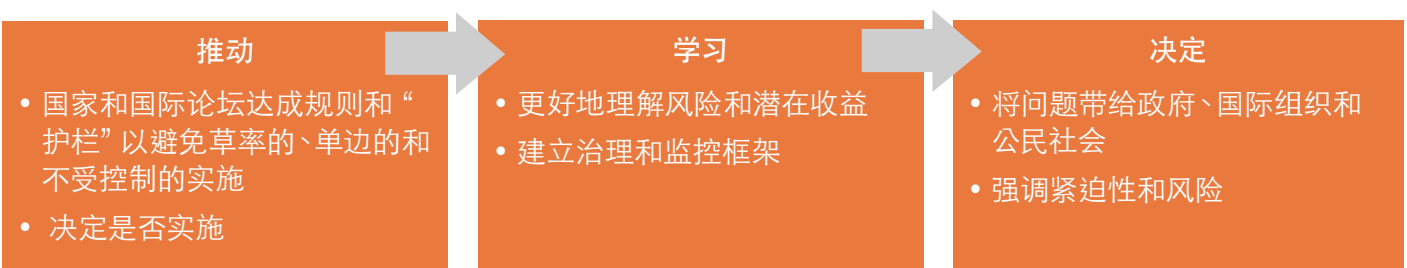 推动
• 国家和国际论坛达成规则和“
护栏”以避免草率的、单边的和
不受控制的实施
• 决定是否实施
学习
• 更好地理解风险和潜在收益
• 建立治理和监控框架
决定
• 将问题带给政府、国际组织和
公民社会
• 强调紧迫性和风险